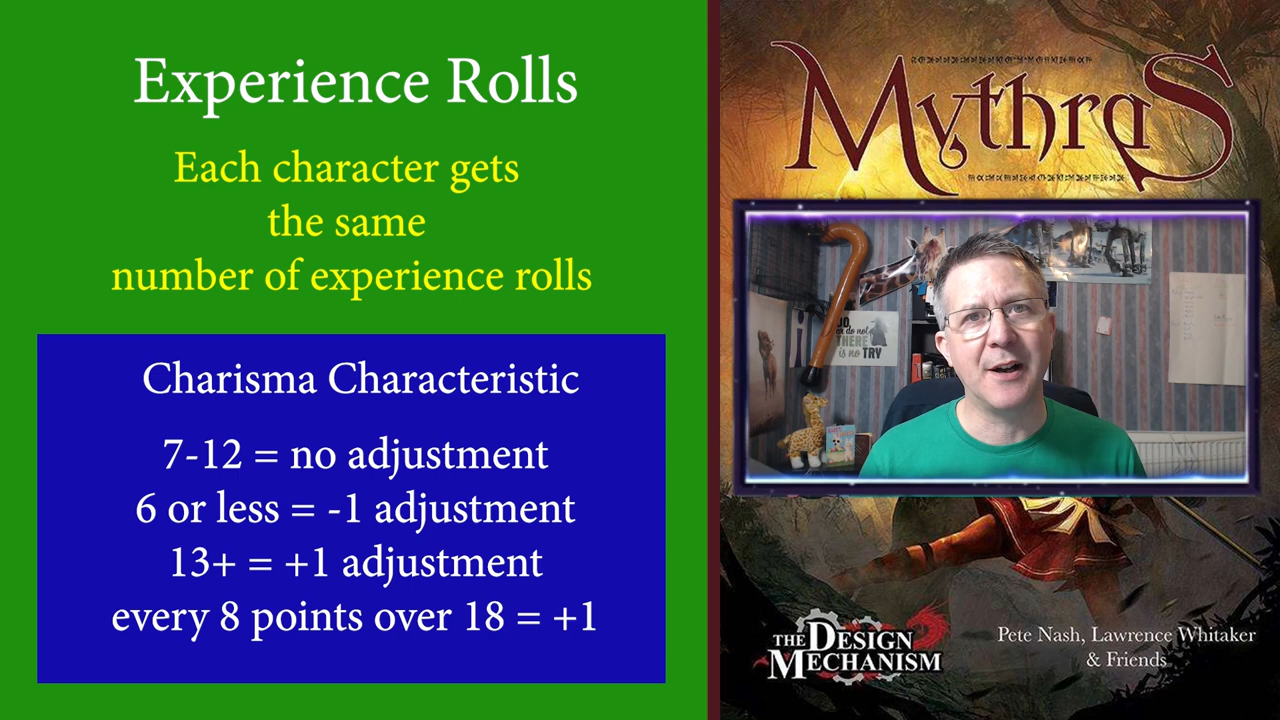 Experience Rolls
Each character gets
the same
number of experience rolls
Charisma Characteristic
7-12 = no adjustment
6 or less = -1 adjustment
13+ = +1 adjustment
every 8 points over 18 = +1
Mythras
do not
THERE
is no TRY
THE DESIGN
MECHANISM
Pete Nash, Lawrence Whitaker
& Friends